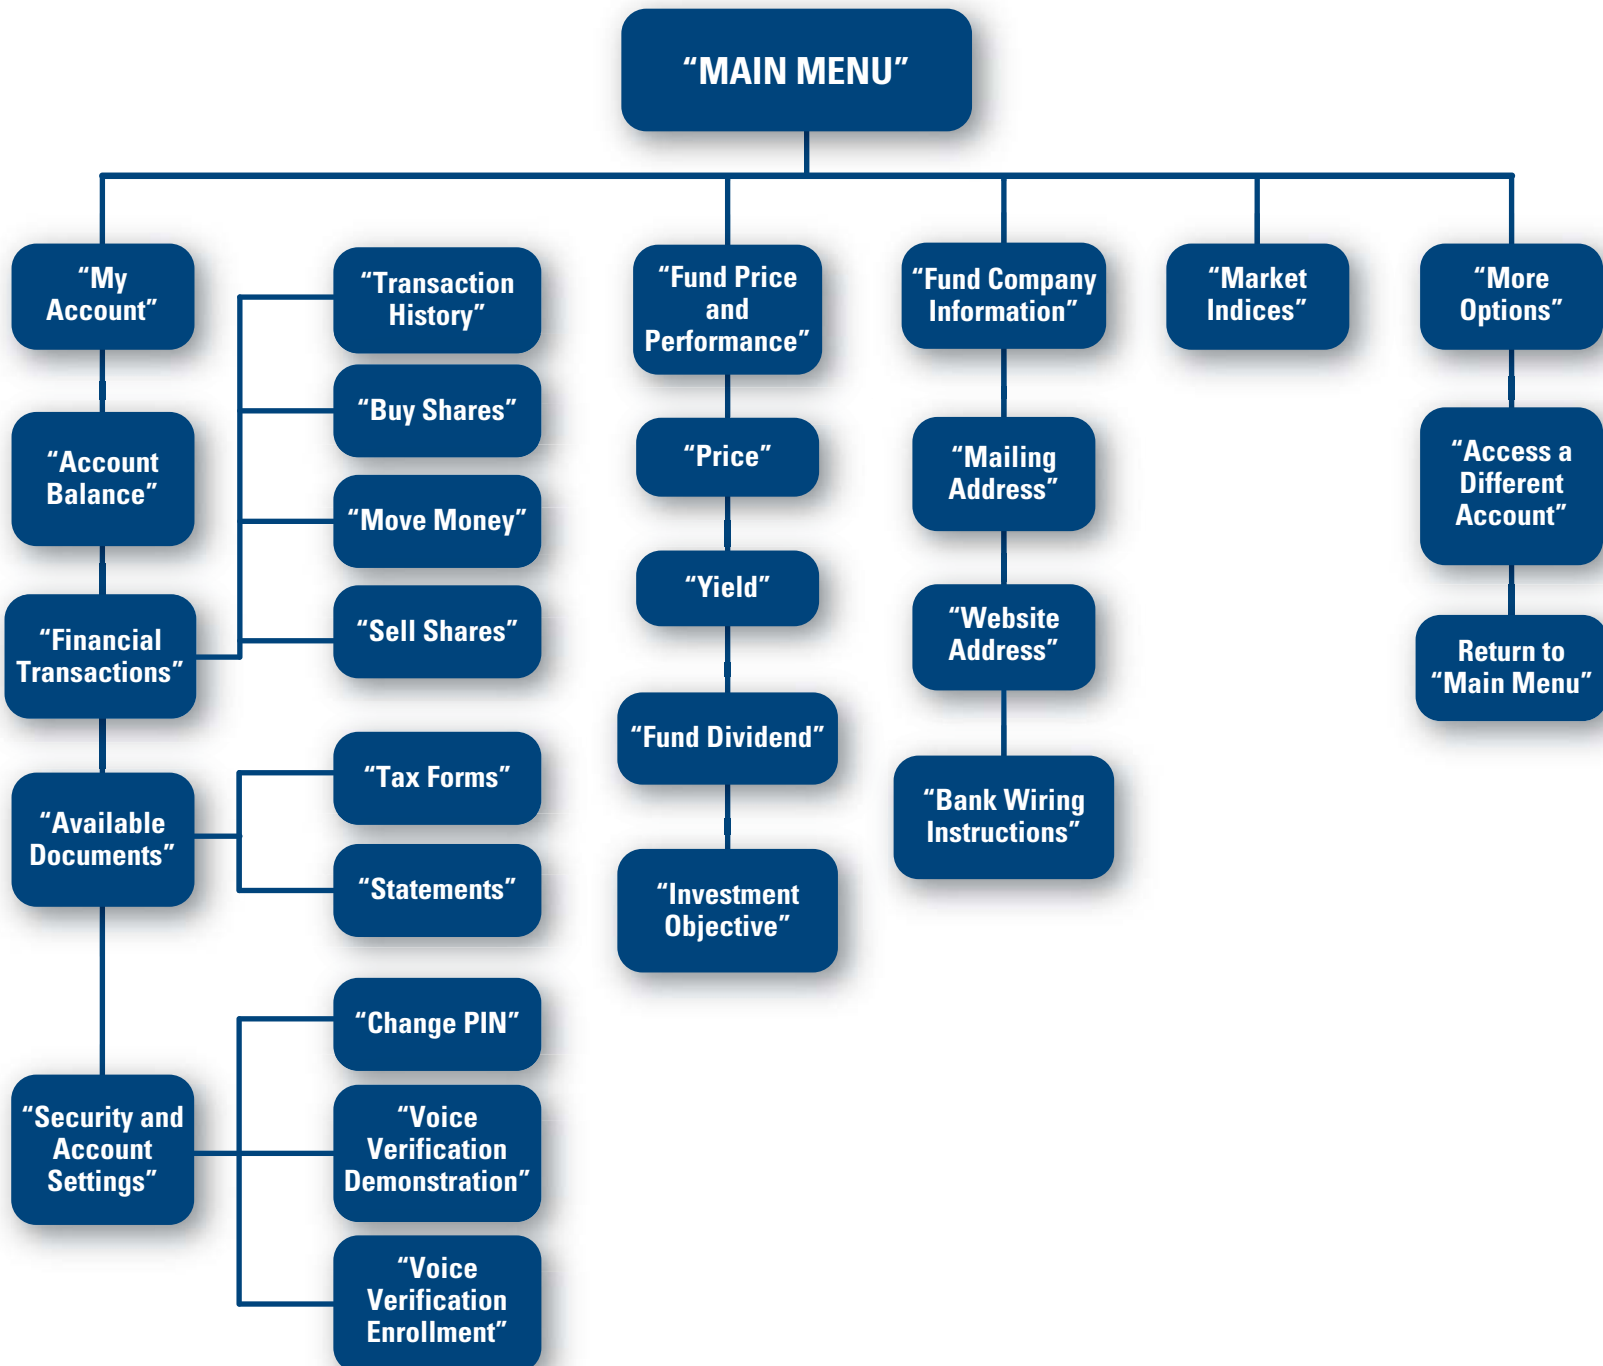 “MAIN MENU”
“My
Account”
“Account
Balance”
“Financial
Transactions”
“Available
Documents”
“Security and
Account
Settings”
“Transaction
History”
“Buy Shares”
“Move Money”
“Sell Shares”
“Tax Forms”
“Statements”
“Change PIN”
“Voice
Verification
Demonstration”
“Voice
Verification
Enrollment”
“Fund Price
and
Performance”
“Price”
“Yield”
“Fund Dividend”
“Investment
Objective”
“Fund Company
Information”
“Mailing
Address”
“Website
Address”
“Bank Wiring
Instructions”
“Market
Indices”
“More
Options”
“Access a
Different
Account”
Return to
“Main Menu”